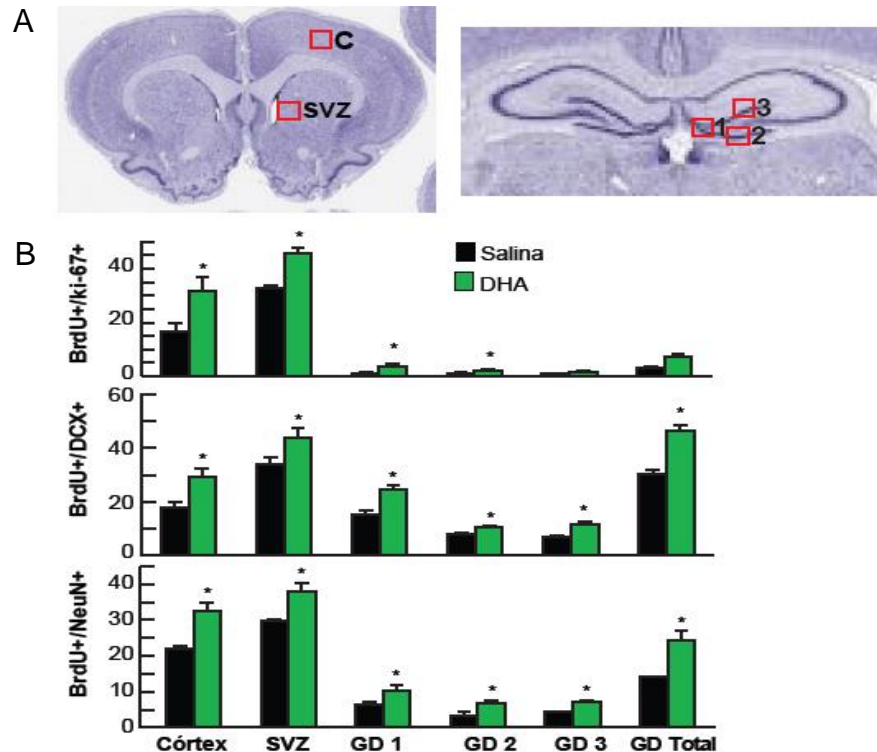 A
C
SVZ
1
2
3
B
Salina
DHA
BrdU+/ki-67+
40
20
0
* * * *
BrdU+/DCX+
60
40
20
0
* * * * * *
BrdU+/NeuN+
40
30
20
10
0
* * * * * *
Córtex SVZ GD 1 GD 2 GD 3 GD Total